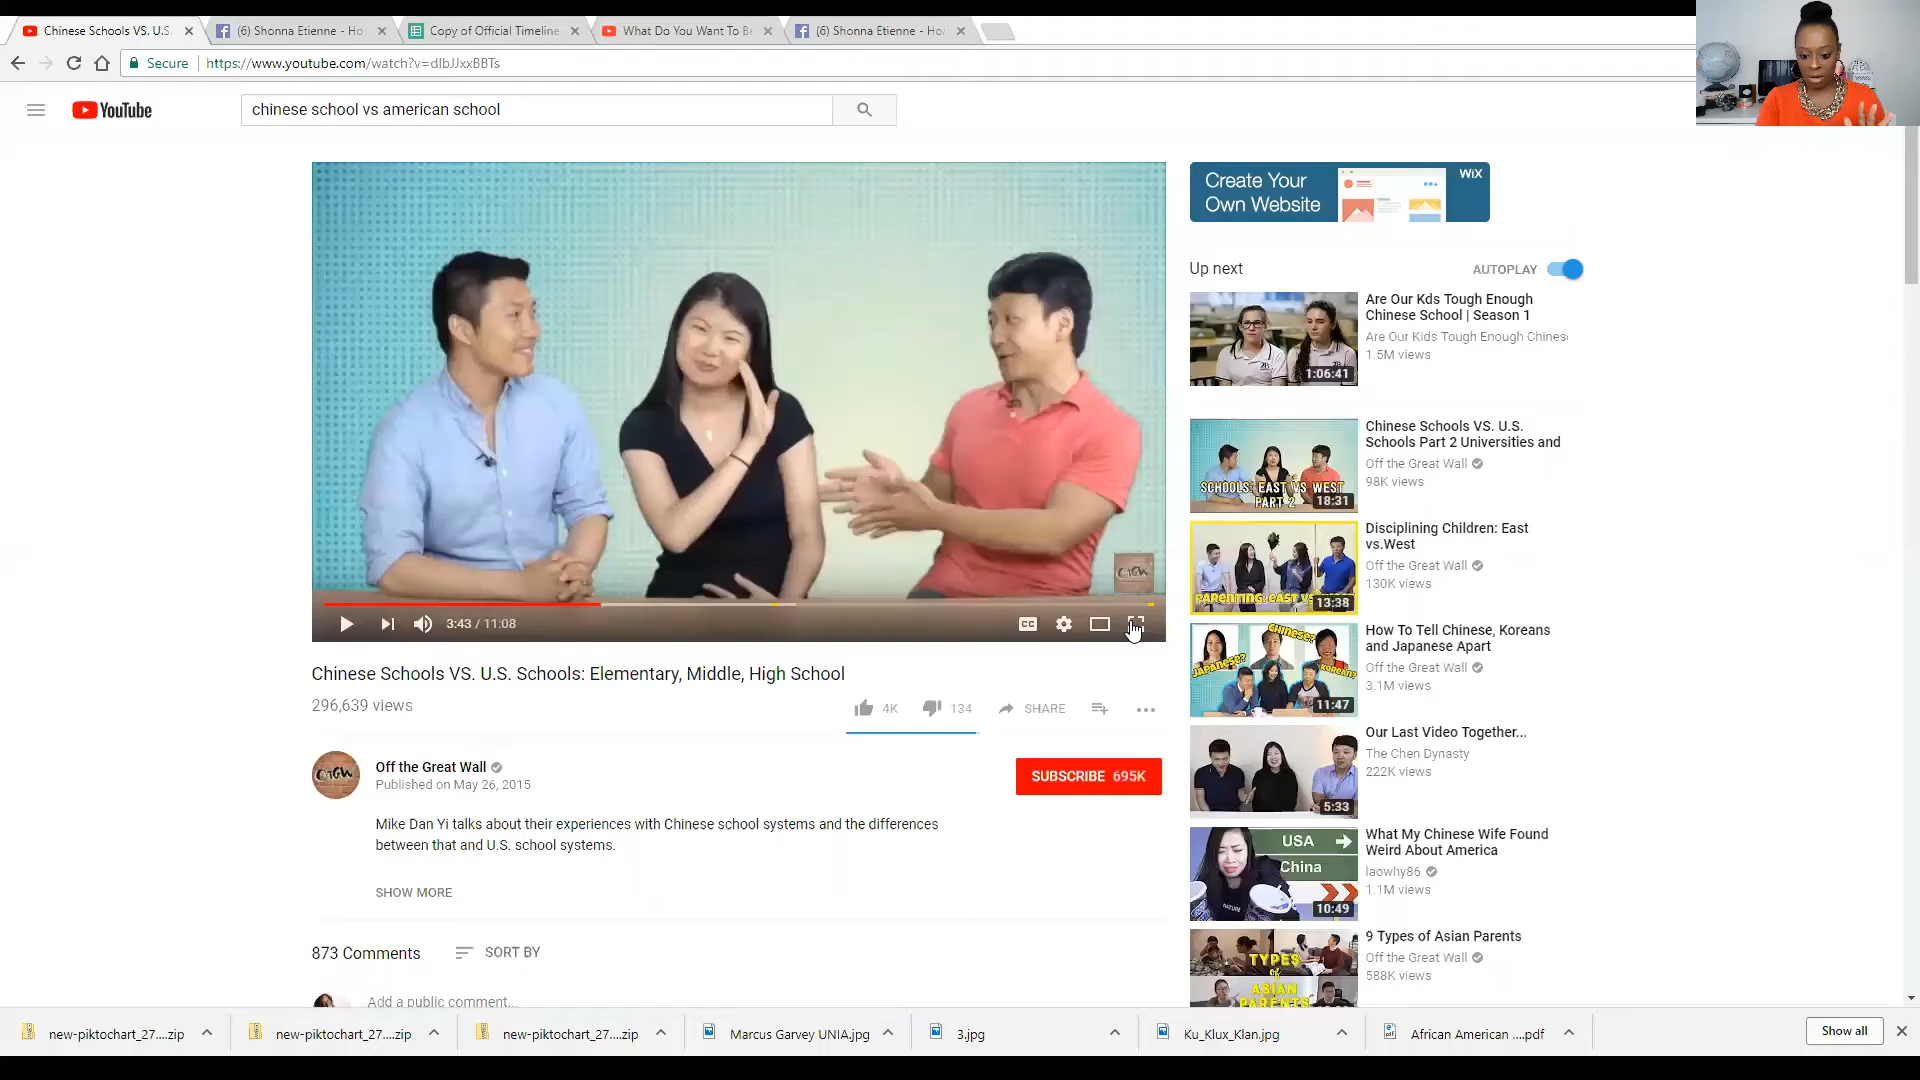 Chinese Schools VS. U.S.
(6) Shonna Etienne - Ho
Copy of Official Timeline
What Do You Want To Be
(6) Shonna Etienne - Ho
Secure
https://www.youtube.com/watch?v=dIbJJxxBBTs
YouTube
chinese school vs american school
Create Your
Own Website
WiX
Up next
AUTOPLAY
Are Our Kds Tough Enough
Chinese School | Season 1
Are Our Kids Tough Enough Chines
1.5M views
1:06:41
Chinese Schools VS. U.S.
Schools Part 2 Universities and
Off the Great Wall
98K views
SCHOOLS: EAST VS WEST
PART 2
18:31
Disciplining Children: East
vs.West
Off the Great Wall
130K views
PARENTING: EAST VS
13:38
How To Tell Chinese, Koreans
and Japanese Apart
Off the Great Wall
3.1M views
CHINESE?
JAPANESE?
KOREAN?
11:47
Our Last Video Together...
The Chen Dynasty
222K views
5:33
What My Chinese Wife Found
Weird About America
laowhy86
1.1M views
USA
China
10:49
9 Types of Asian Parents
Off the Great Wall
588K views
TYPES
of
ASIAN
PARENTS
OTGW
3:43 / 11:08
CC
Chinese Schools VS. U.S. Schools: Elementary, Middle, High School
296,639 views
4K
134
SHARE
OTGW
Off the Great Wall
Published on May 26, 2015
SUBSCRIBE 695K
Mike Dan Yi talks about their experiences with Chinese school systems and the differences
between that and U.S. school systems.
SHOW MORE
873 Comments
SORT BY
Add a public comment...
new-piktochart_27....zip
new-piktochart_27....zip
new-piktochart_27....zip
Marcus Garvey UNIA.jpg
3.jpg
Ku_Klux_Klan.jpg
African American ....pdf
Show all